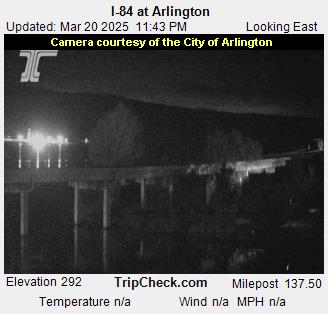 I-84 at Arlington
Updated: Mar 20 2025 11:43 PM Looking East
Camera courtesy of the City of Arlington
Elevation 292 TripCheck.com Milepost 137.50
Temperature n/a Wind n/a MPH n/a